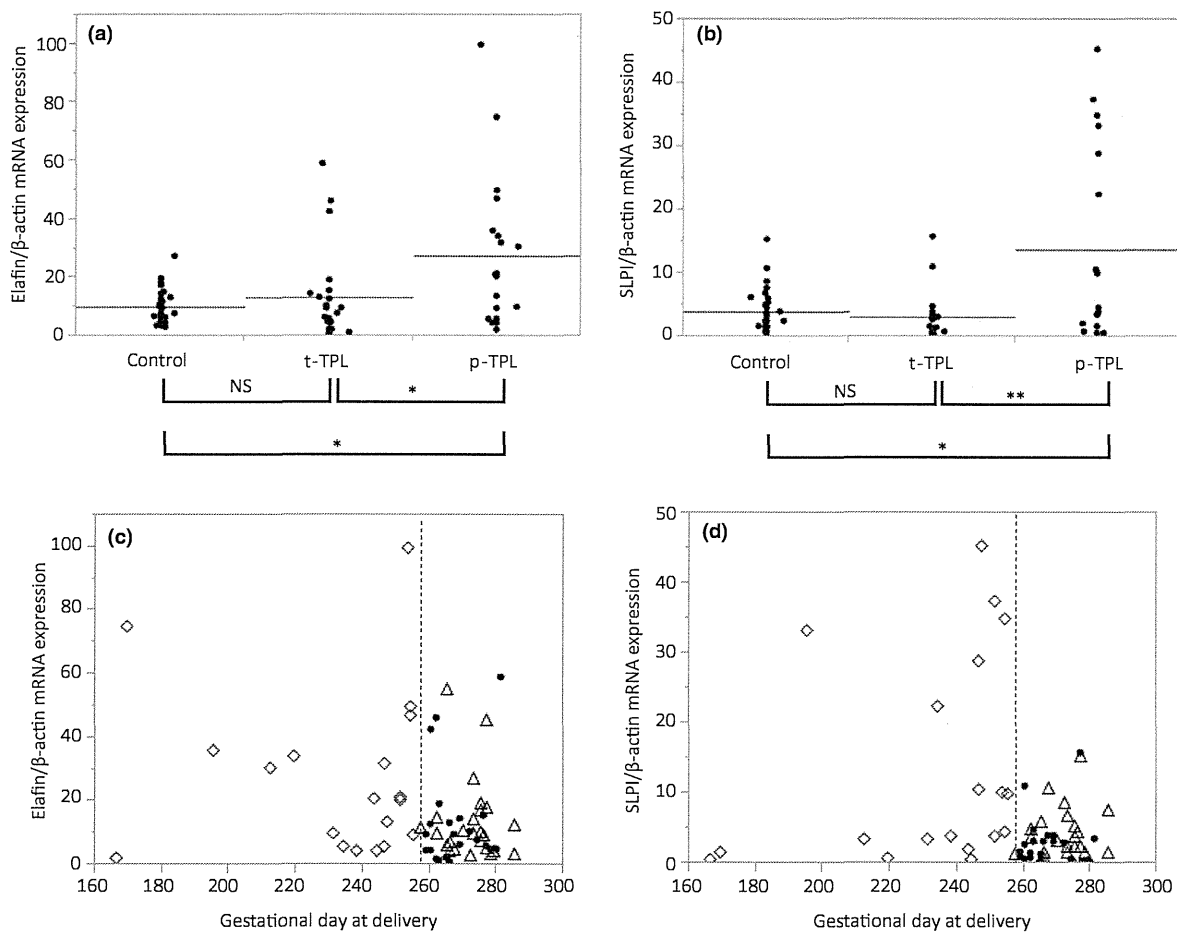 (a)
Elafin/β-actin mRNA expression
100
80
60
40
20
0
Control
t-TPL
p-TPL
NS
*
*
(b)
SLPI/β-actin mRNA expression
50
40
30
20
10
0
Control
t-TPL
p-TPL
NS
**
*
(c)
Elafin/β-actin mRNA expression
100
80
60
40
20
0
160 180 200 220 240 260 280 300
Gestational day at delivery
(d)
SLPI/β-actin mRNA expression
50
40
30
20
10
0
160 180 200 220 240 260 280 300
Gestational day at delivery